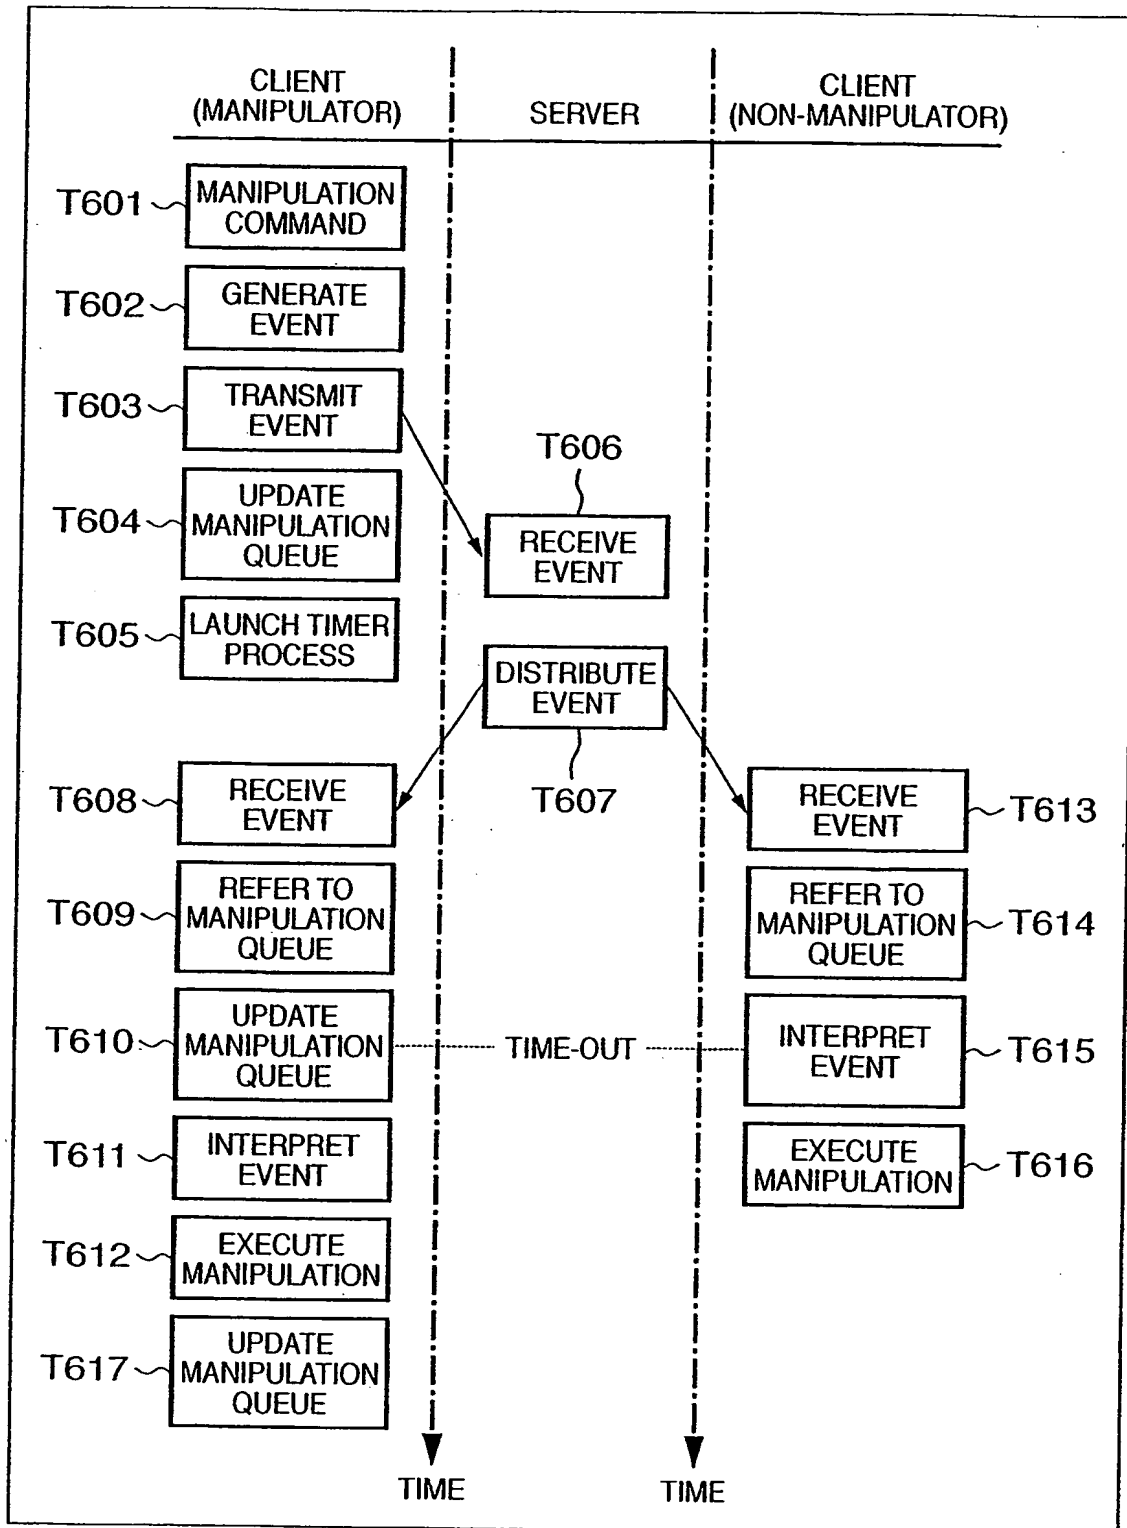 CLIENT
(MANIPULATOR)
SERVER
CLIENT
(NON-MANIPULATOR)
T601
MANIPULATION
COMMAND
T602
GENERATE
EVENT
T603
TRANSMIT
EVENT
T604
UPDATE
MANIPULATION
QUEUE
T605
LAUNCH TIMER
PROCESS
T606
RECEIVE
EVENT
DISTRIBUTE
EVENT
T607
T608
RECEIVE
EVENT
T609
REFER TO
MANIPULATION
QUEUE
T610
UPDATE
MANIPULATION
QUEUE
TIME-OUT
T611
INTERPRET
EVENT
T612
EXECUTE
MANIPULATION
T617
UPDATE
MANIPULATION
QUEUE
RECEIVE
EVENT
T613
REFER TO
MANIPULATION
QUEUE
T614
INTERPRET
EVENT
T615
EXECUTE
MANIPULATION
T616
TIME
TIME